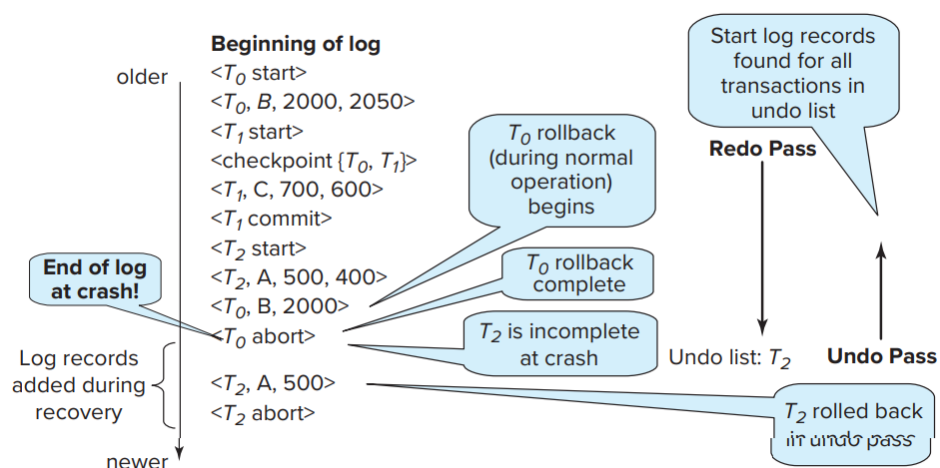 Beginning of log
older
<T0 start>
<T0, B, 2000, 2050>
<T1 start>
<checkpoint {T0, T1}>
<T1, C, 700, 600>
<T1 commit>
<T2 start>
<T2, A, 500, 400>
<T0, B, 2000>
<T0 abort>
<T2, A, 500>
<T2 abort>
newer
End of log
at crash!
Log records
added during
recovery
T0 rollback
(during normal
operation)
begins
T0 rollback
complete
T2 is incomplete
at crash
Start log records
found for all
transactions in
undo list
Redo Pass
Undo list: T2
Undo Pass
T2 rolled back
in undo pass